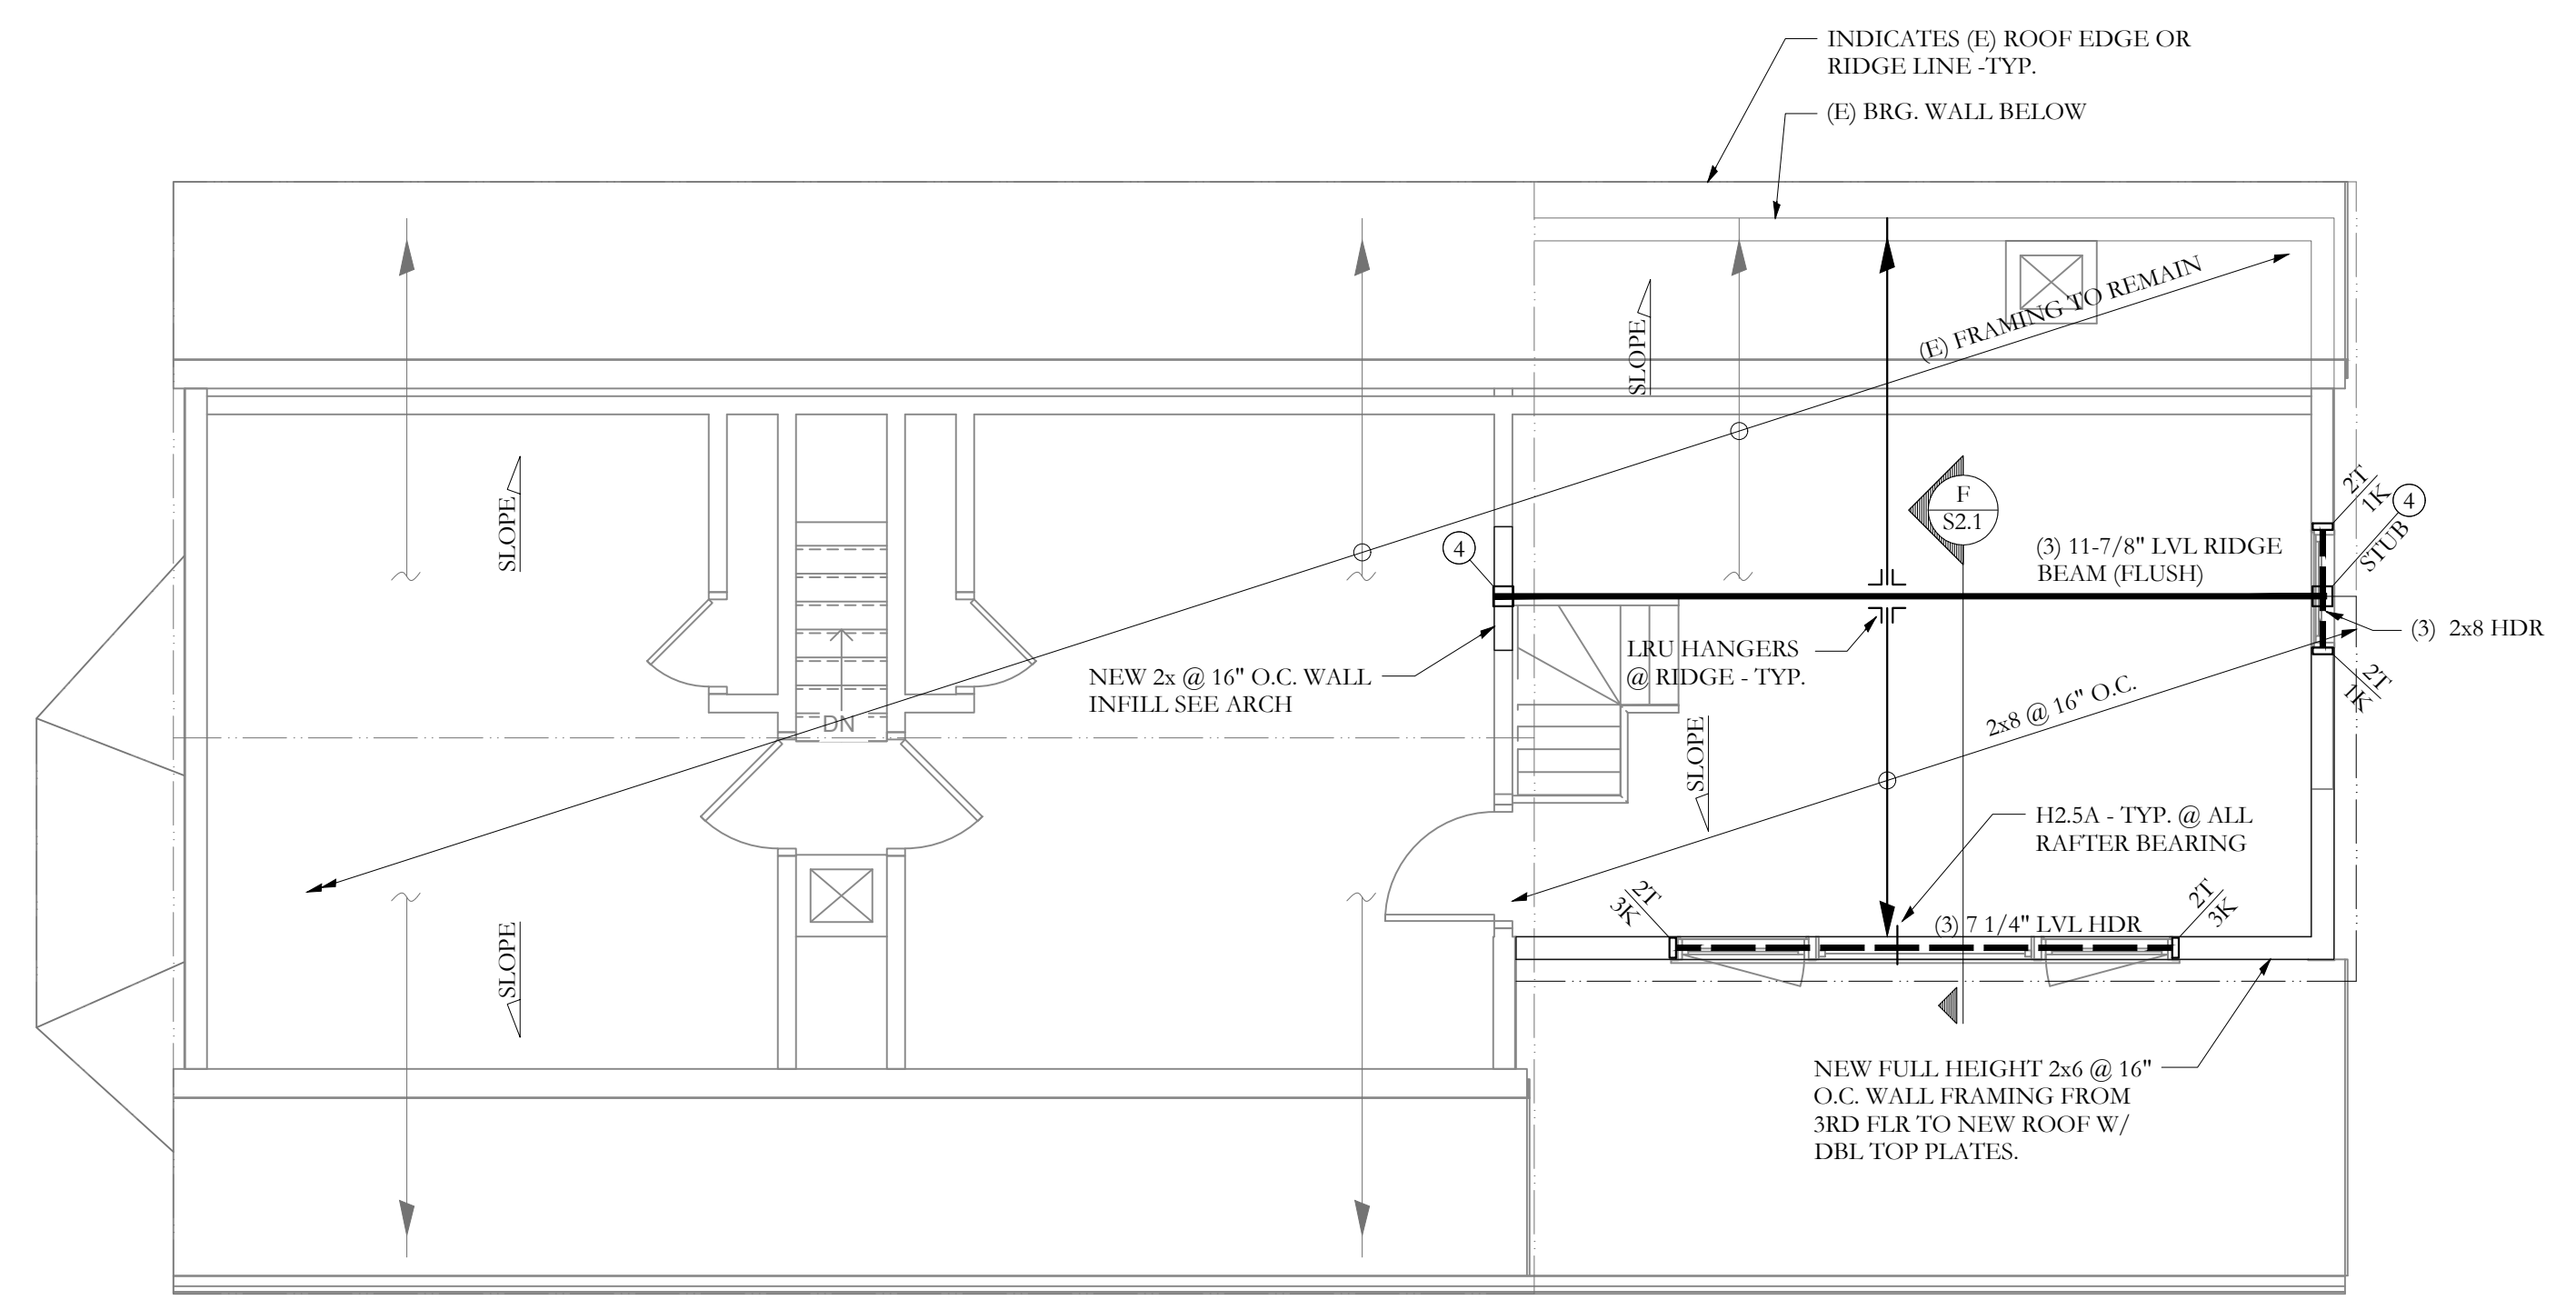 INDICATES (E) ROOF EDGE OR
RIDGE LINE -TYP.
(E) BRG. WALL BELOW
(E) FRAMING TO REMAIN
SLOPE
SLOPE
F
S2.1
2T
1K
4
STUB
4
(3) 11-7/8" LVL RIDGE
BEAM (FLUSH)
(3) 2x8 HDR
LRU HANGERS
@ RIDGE - TYP.
NEW 2x @ 16" O.C. WALL
INFILL SEE ARCH
2T
1K
2x8 @ 16" O.C.
DN
SLOPE
H2.5A - TYP. @ ALL
RAFTER BEARING
2T
3K
(3) 7 1/4" LVL HDR
2T
3K
SLOPE
NEW FULL HEIGHT 2x6 @ 16"
O.C. WALL FRAMING FROM
3RD FLR TO NEW ROOF W/
DBL TOP PLATES.